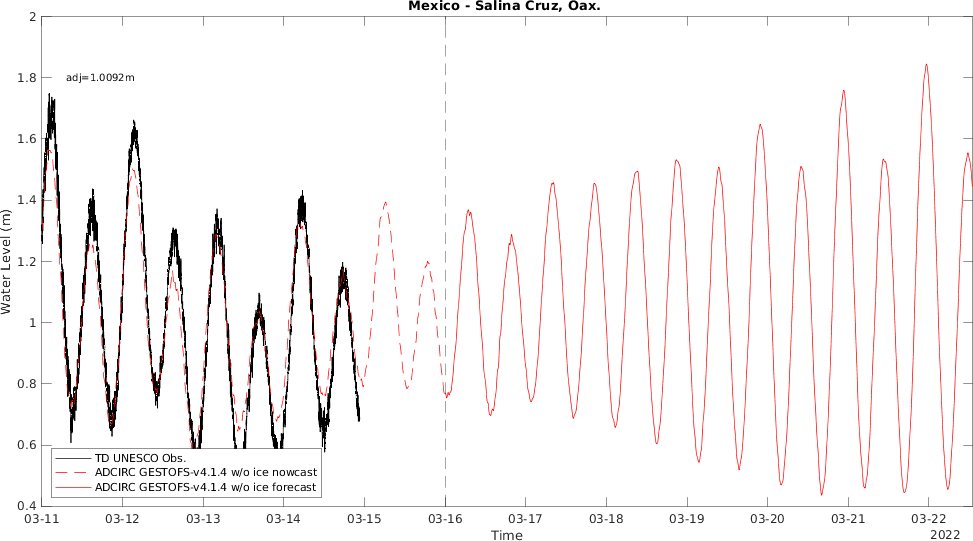 Mexico - Salina Cruz, Oax.
2
1.8
1.6
1.4
1.2
1
0.8
0.6
0.4
Water Level (m)
adj=1.0092m
TD UNESCO Obs.
ADCIRC GESTOFS-v4.1.4 w/o ice nowcast
ADCIRC GESTOFS-v4.1.4 w/o ice forecast
03-11 03-12 03-13 03-14 03-15 03-16 03-17 03-18 03-19 03-20 03-21 03-22
Time
2022